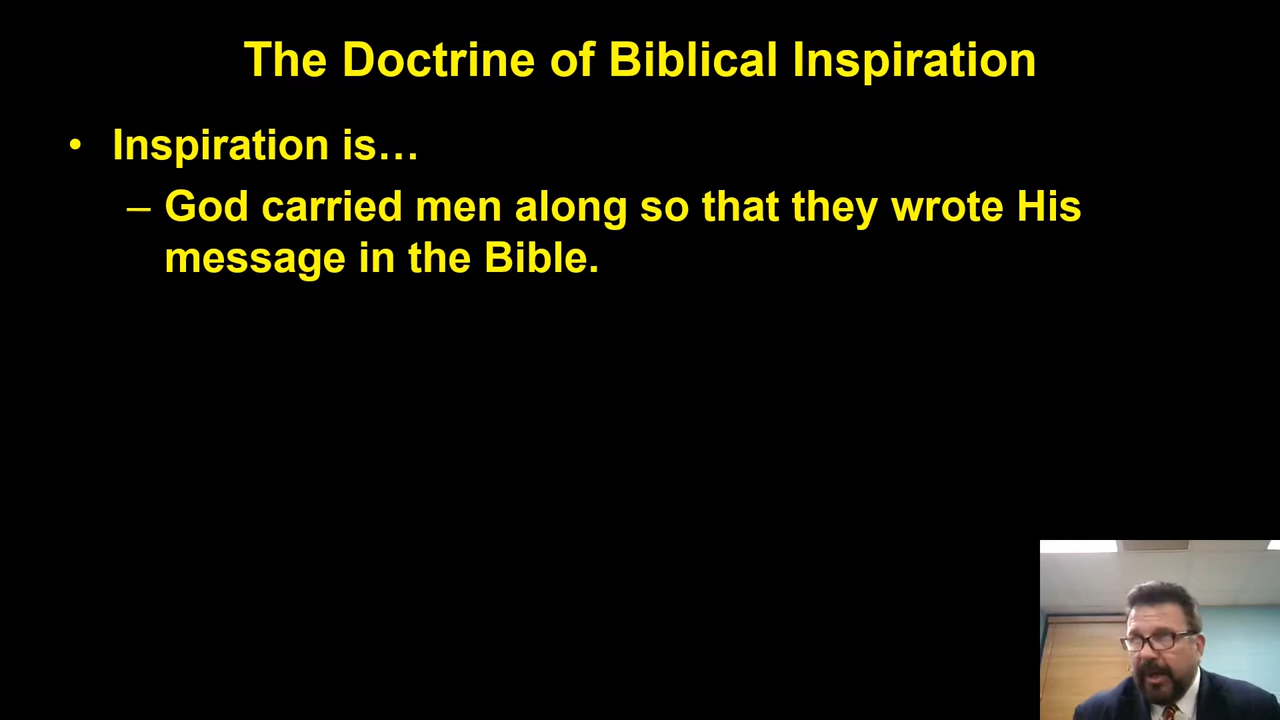 The Doctrine of Biblical Inspiration
• Inspiration is…
– God carried men along so that they wrote His
message in the Bible.